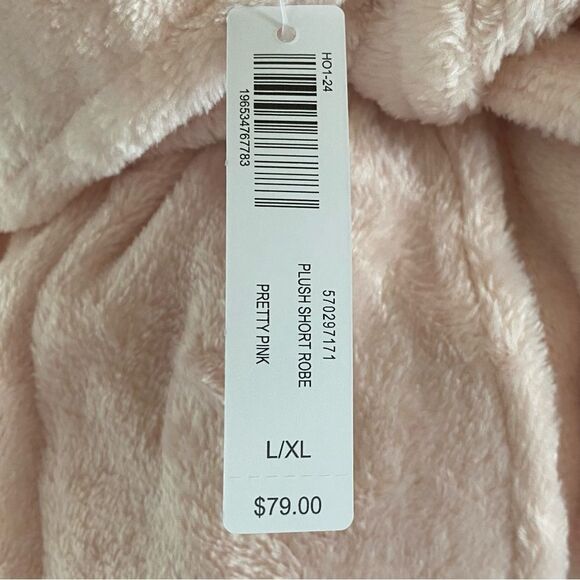 HO1-24
196534767783
570297171
PLUSH SHORT ROBE
PRETTY PINK
L/XL
$79.00